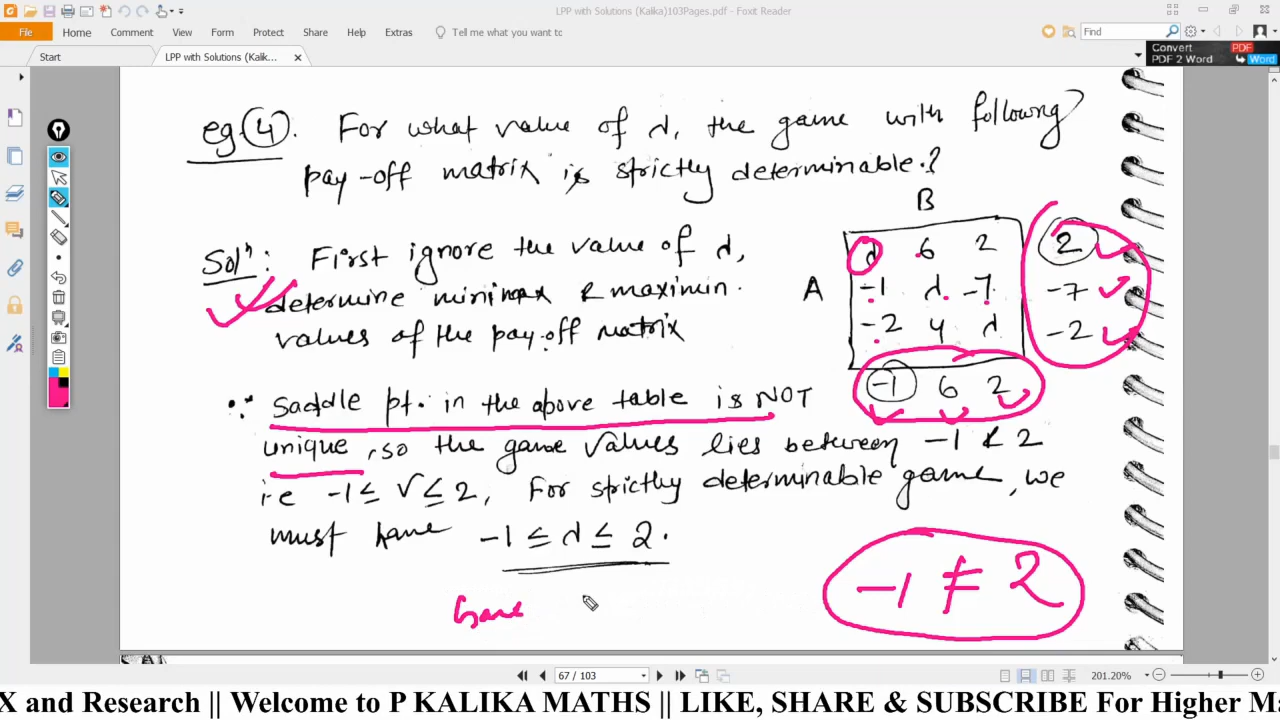 LPP with Solutions (Kalika)103Pages.pdf - Foxit Reader
File Home Comment View Form Protect Share Help Extras Tell me what you want to Find
Start LPP with Solutions (Kalik...
Convert PDF
PDF 2 Word Word
eg.(4). For what value of λ, the game with following
pay-off matrix is strictly determinable.?
Solⁿ: First ignore the value of λ,
determine minimax & maximin.
values of the pay-off matrix
B
A
λ 6 2 2
-1 λ -7 -7
-2 4 λ -2
-1 6 2
∵ Saddle pt. in the above table is NOT
unique, so the game values lies between -1 & 2
i.e -1 ≤ V ≤ 2, For strictly determinable game, we
must have -1 ≤ λ ≤ 2.
-1 ≠ 2
67 / 103
201.20%
X and Research || Welcome to P KALIKA MATHS || LIKE, SHARE & SUBSCRIBE For Higher Ma